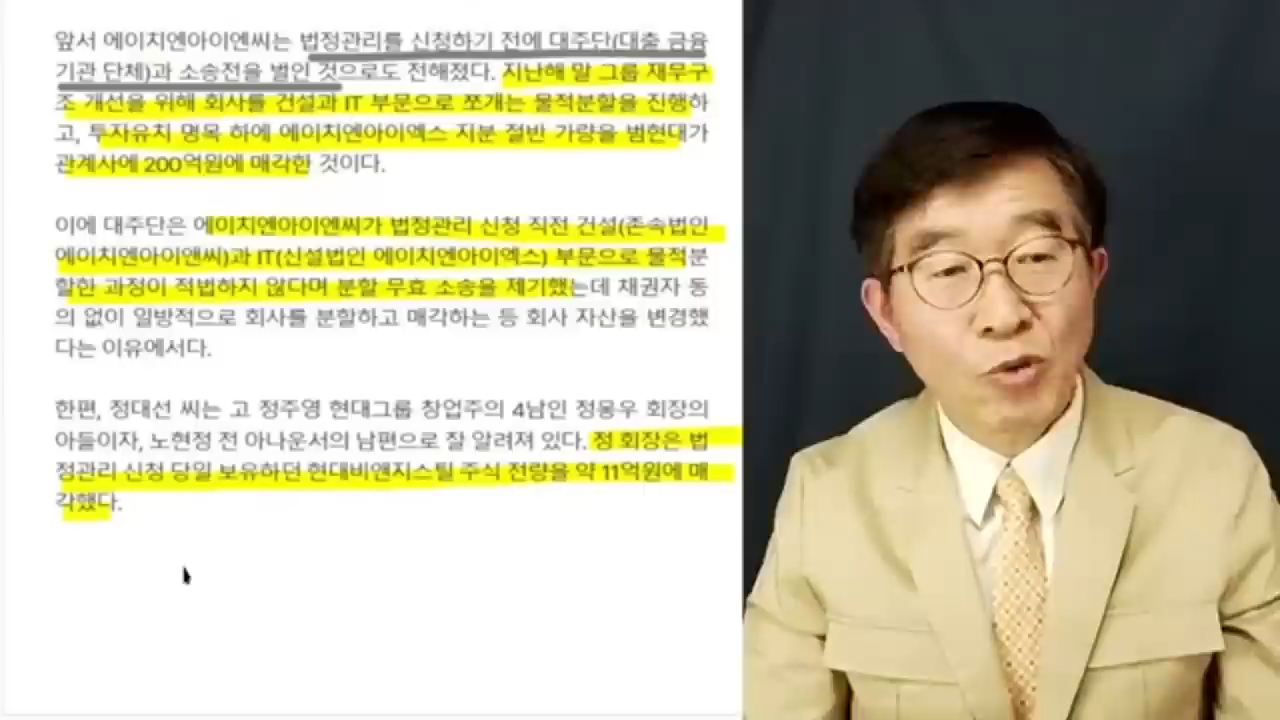 앞서 에이치엔아이엔씨는 법정관리를 신청하기 전에 대주단(대출 금융
기관 단체)과 소송전을 벌인 것으로도 전해졌다. 지난해 말 그룹 재무구
조 개선을 위해 회사를 건설과 IT 부문으로 쪼개는 물적분할을 진행하
고, 투자유치 명목 하에 에이치엔아이엑스 지분 절반 가량을 범현대가
관계사에 200억원에 매각한 것이다.
이에 대주단은 에이치엔아이엔씨가 법정관리 신청 직전 건설(존속법인
에이치엔아이앤씨)과 IT(신설법인 에이치엔아이엑스) 부문으로 물적분
할한 과정이 적법하지 않다며 분할 무효 소송을 제기했는데 채권자 동
의 없이 일방적으로 회사를 분할하고 매각하는 등 회사 자산을 변경했
다는 이유에서다.
한편, 정대선 씨는 고 정주영 현대그룹 창업주의 4남인 정몽우 회장의
아들이자, 노현정 전 아나운서의 남편으로 잘 알려져 있다. 정 회장은 법
정관리 신청 당일 보유하던 현대비앤지스틸 주식 전량을 약 11억원에 매
각했다.